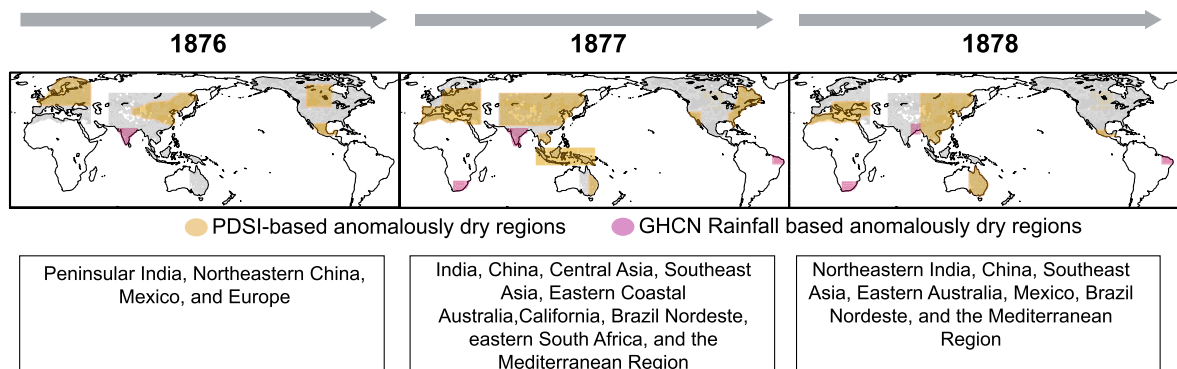 1876
1877
1878
PDSI-based anomalously dry regions
GHCN Rainfall based anomalously dry regions
Peninsular India, Northeastern China,
Mexico, and Europe
India, China, Central Asia, Southeast
Asia, Eastern Coastal
Australia,California, Brazil Nordeste,
eastern South Africa, and the
Mediterranean Region
Northeastern India, China, Southeast
Asia, Eastern Australia, Mexico, Brazil
Nordeste, and the Mediterranean
Region